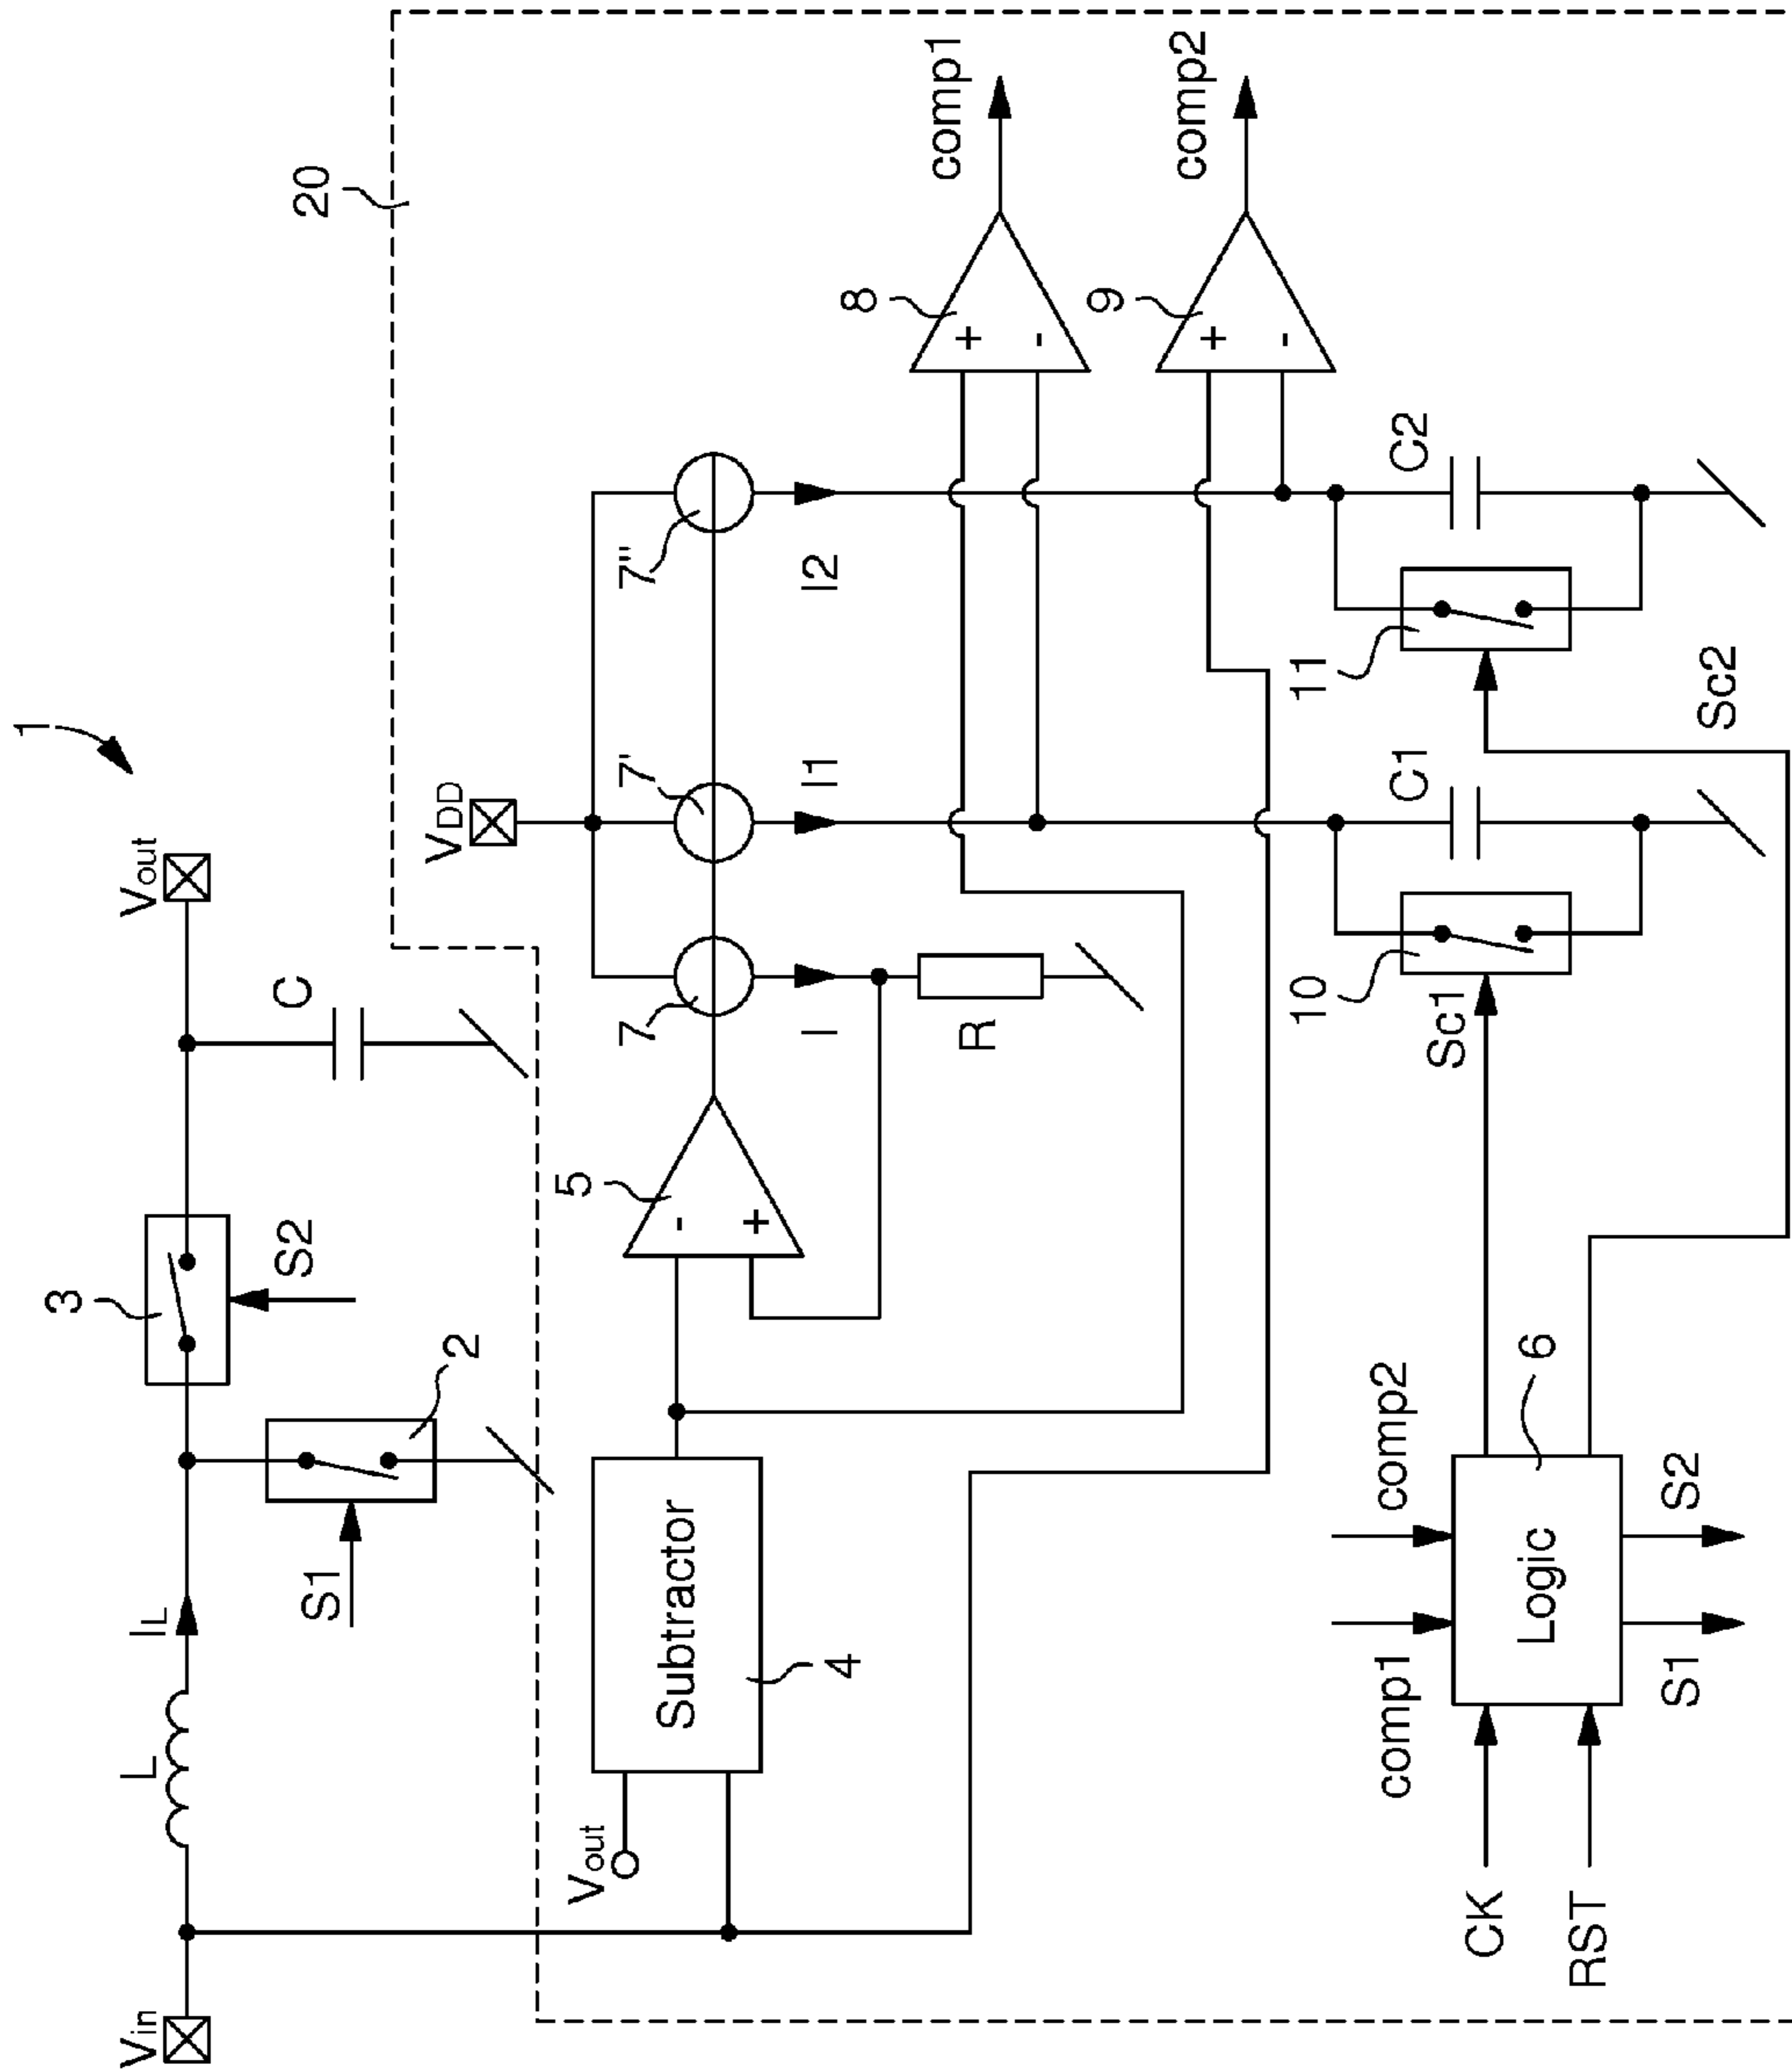 1
Vin
L
IL
3
S2
Vout
S1
2
C
20
VDD
Vout
Subtractor
4
5
-
+
7
7'
7"
I
I1
I2
R
8
+
-
comp1
9
+
-
comp2
comp1
comp2
CK
RST
Logic
6
S1
S2
Sc1
10
C1
Sc2
11
C2